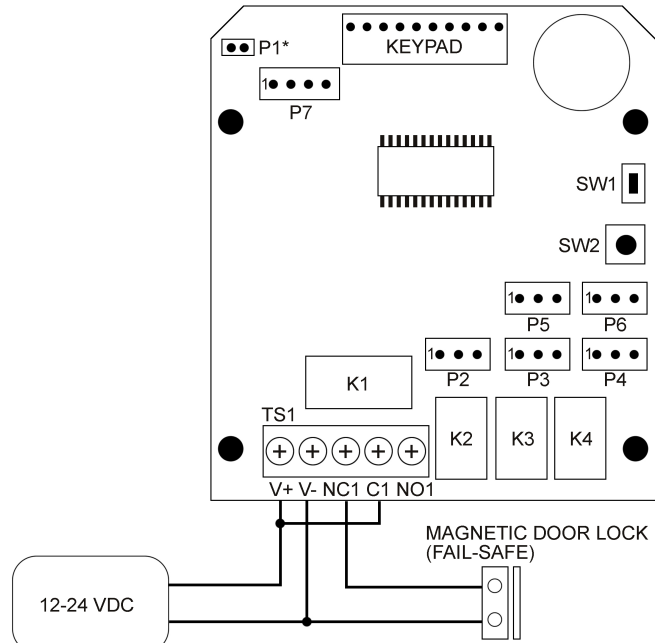 P1*
KEYPAD
1
P7
SW1
SW2
1
1
P5
P6
1
1
1
P2
P3
P4
K1
TS1
K2
K3
K4
V+ V- NC1 C1 NO1
MAGNETIC DOOR LOCK
(FAIL-SAFE)
12-24 VDC